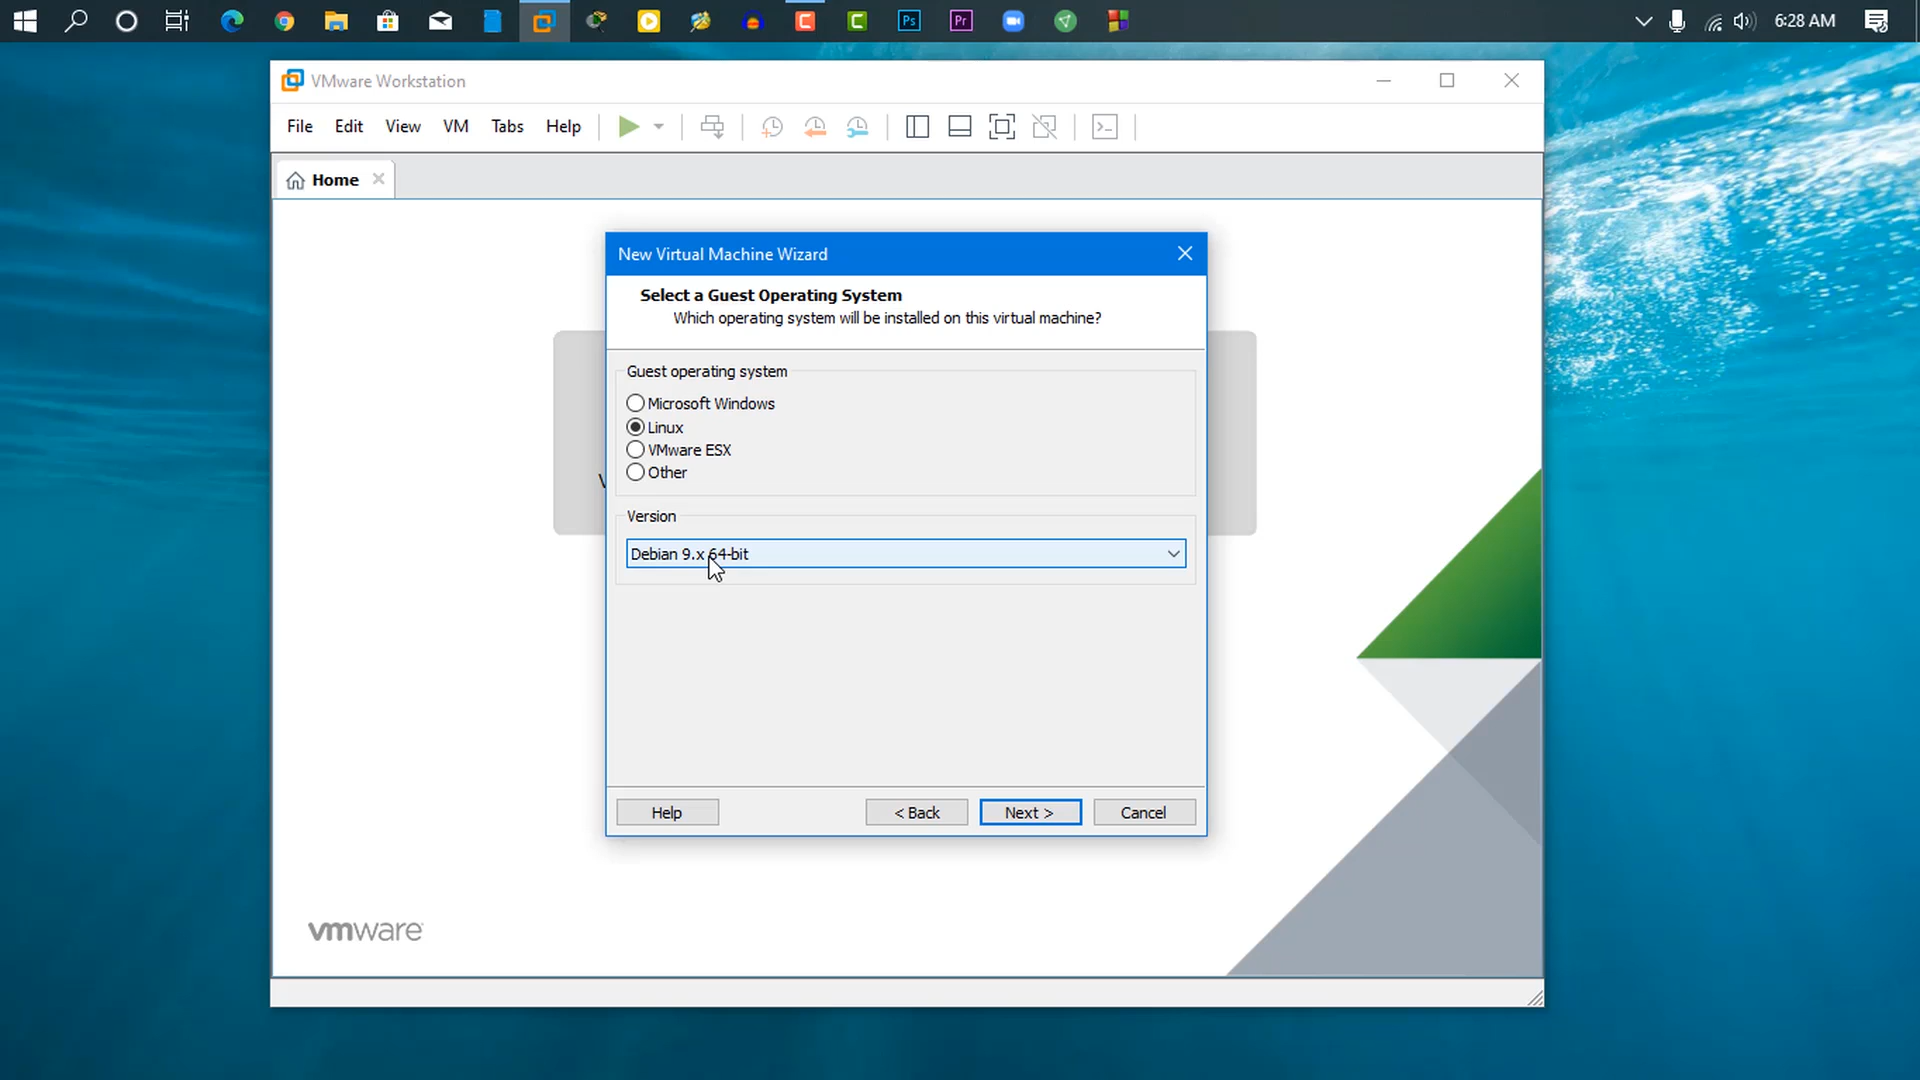 Ps
Pr
6:28 AM
VMware Workstation
File Edit View VM Tabs Help
Home
New Virtual Machine Wizard
Select a Guest Operating System
Which operating system will be installed on this virtual machine?
Guest operating system
Microsoft Windows
Linux
VMware ESX
Other
Version
Debian 9.x 64-bit
Help
< Back
Next >
Cancel
vmware